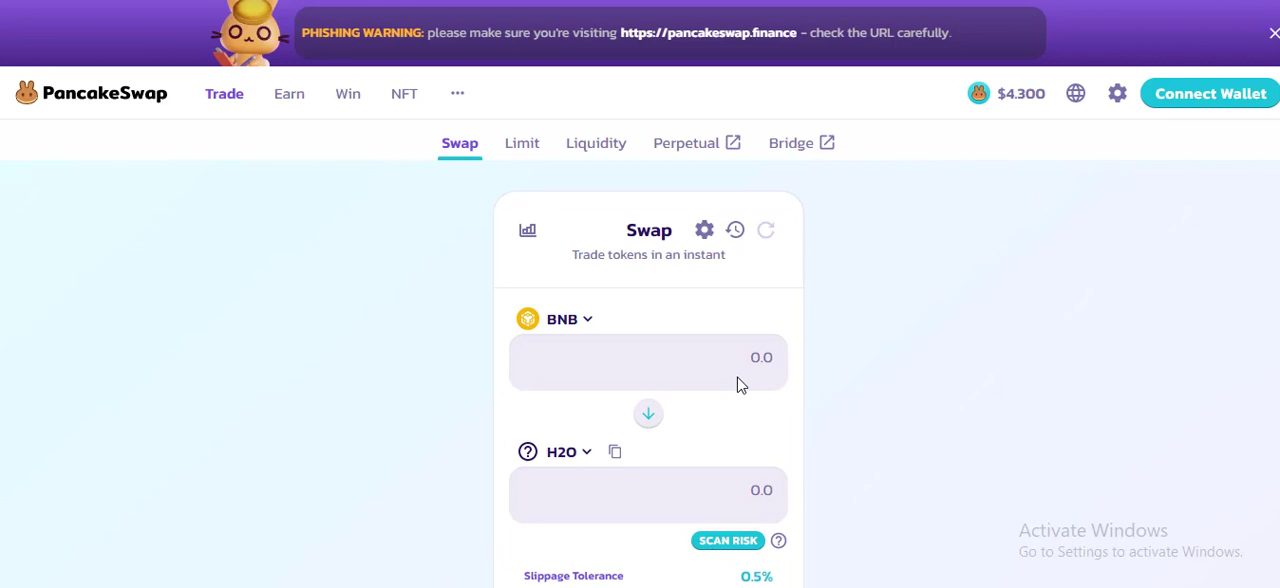 PHISHING WARNING: please make sure you're visiting https://pancakeswap.finance - check the URL carefully.
PancakeSwap Trade Earn Win NFT $4.300 Connect Wallet
Swap Limit Liquidity Perpetual Bridge
Swap
Trade tokens in an instant
BNB
0.0
H2O
0.0
SCAN RISK
Slippage Tolerance 0.5%
Activate Windows
Go to Settings to activate Windows.